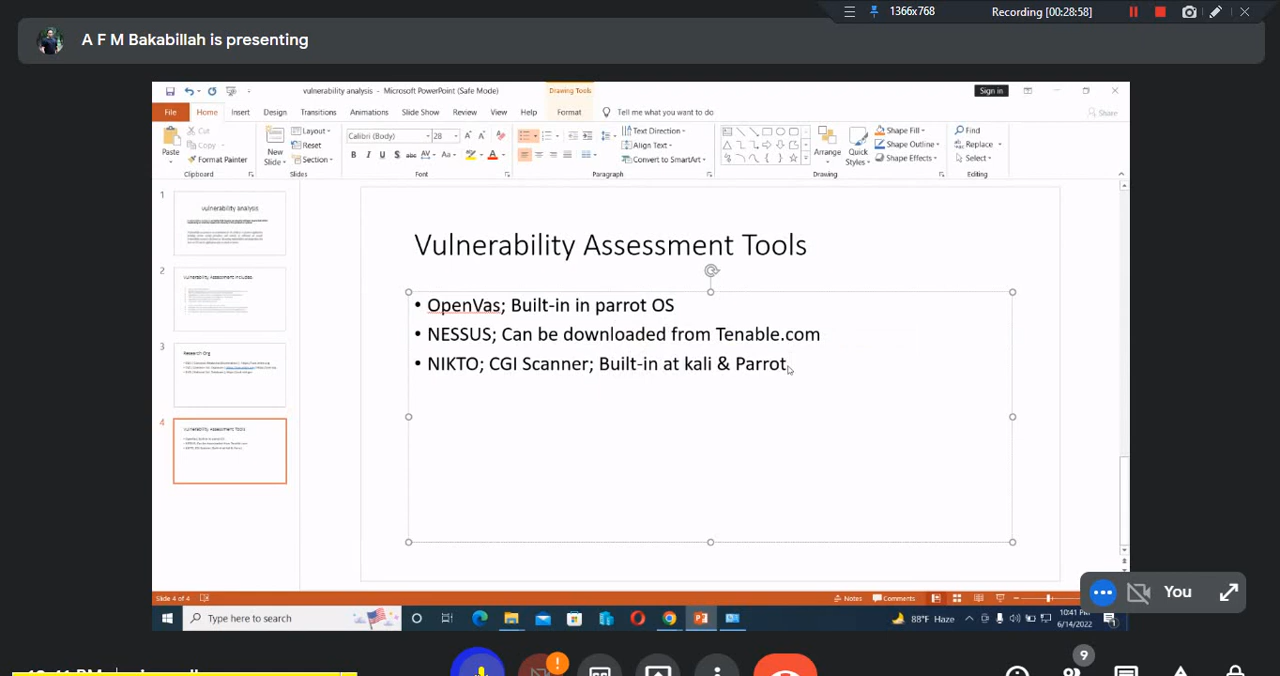 1366x768
Recording [00:28:58]
A F M Bakabillah is presenting
vulnerability analysis - Microsoft PowerPoint (Safe Mode)
Drawing Tools
Sign in
File
Home
Insert
Design
Transitions
Animations
Slide Show
Review
View
Help
Format
Tell me what you want to do
Share
Paste
Cut
Copy
Format Painter
Clipboard
New
Slide
Layout
Reset
Section
Slides
Calibri (Body)
28
Font
Text Direction
Align Text
Convert to SmartArt
Paragraph
Arrange
Quick
Styles
Shape Fill
Shape Outline
Shape Effects
Drawing
Find
Replace
Select
Editing
1
Vulnerability analysis
2
Vulnerability Assessment Includes
3
Research Org
4
Vulnerability Assessment Tools
Vulnerability Assessment Tools
• OpenVas; Built-in in parrot OS
• NESSUS; Can be downloaded from Tenable.com
• NIKTO; CGI Scanner; Built-in at kali & Parrot
Slide 4 of 4
Notes
Comments
You
Type here to search
88°F Haze
10:41 PM
6/14/2022
9